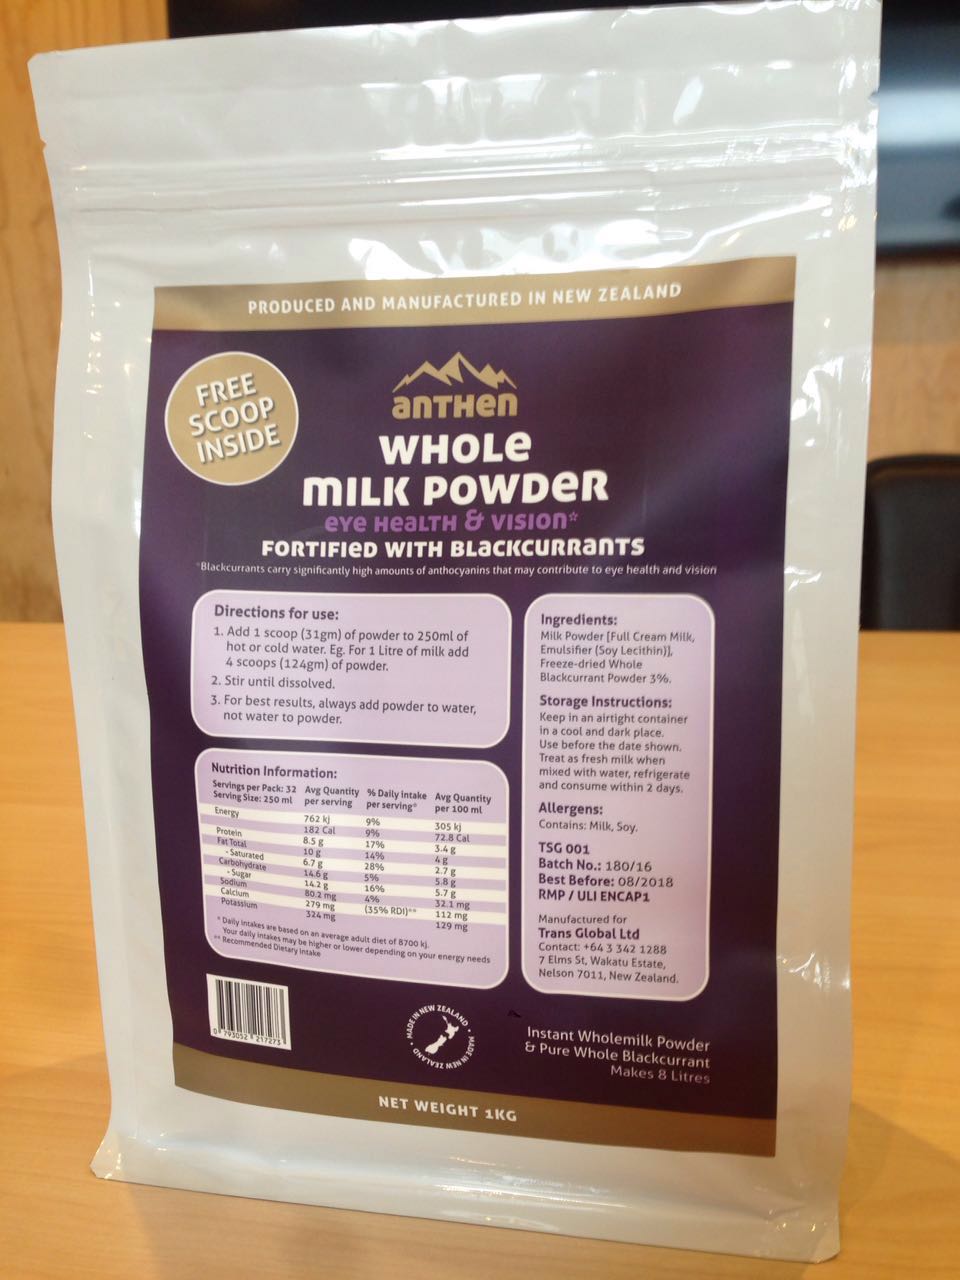 PRODUCED AND MANUFACTURED IN NEW ZEALAND
FREE
SCOOP
INSIDE
anTHen
WHOLe
MILK POWDeR
eYe HeaLTH & VISIOn*
FORTIFIeD WITH BLaCKCURRanTS
*Blackcurrants carry significantly high amounts of anthocyanins that may contribute to eye health and vision
Directions for use:
1. Add 1 scoop (31gm) of powder to 250ml of
hot or cold water. Eg. For 1 Litre of milk add
4 scoops (124gm) of powder.
2. Stir until dissolved.
3. For best results, always add powder to water,
not water to powder.
Nutrition Information:
Servings per Pack: 32
Serving Size: 250 ml
Avg Quantity
per serving
% Daily intake
per serving*
Avg Quantity
per 100 ml
Energy 762 kj 9% 305 kj
182 Cal 9% 72.8 Cal
Protein 8.5 g 17% 3.4 g
Fat Total 10 g 14% 4 g
- Saturated 6.7 g 28% 2.7 g
Carbohydrate 14.6 g 5% 5.8 g
- Sugar 14.2 g 16% 5.7 g
Sodium 80.2 mg 4% 32.1 mg
Calcium 279 mg (35% RDI)** 112 mg
Potassium 324 mg 129 mg
* Daily intakes are based on an average adult diet of 8700 kj.
Your daily intakes may be higher or lower depending on your energy needs
** Recommended Dietary Intake
Ingredients:
Milk Powder [Full Cream Milk,
Emulsifier (Soy Lecithin)],
Freeze-dried Whole
Blackcurrant Powder 3%.
Storage Instructions:
Keep in an airtight container
in a cool and dark place.
Use before the date shown.
Treat as fresh milk when
mixed with water, refrigerate
and consume within 2 days.
Allergens:
Contains: Milk, Soy.
TSG 001
Batch No.: 180/16
Best Before: 08/2018
RMP / ULI ENCAP1
Manufactured for
Trans Global Ltd
Contact: +64 3 342 1288
7 Elms St, Wakatu Estate,
Nelson 7011, New Zealand.
0 793052 217273
MADE IN NEW ZEALAND • MADE IN NEW ZEALAND •
Instant Wholemilk Powder
& Pure Whole Blackcurrant
Makes 8 Litres
NET WEIGHT 1KG